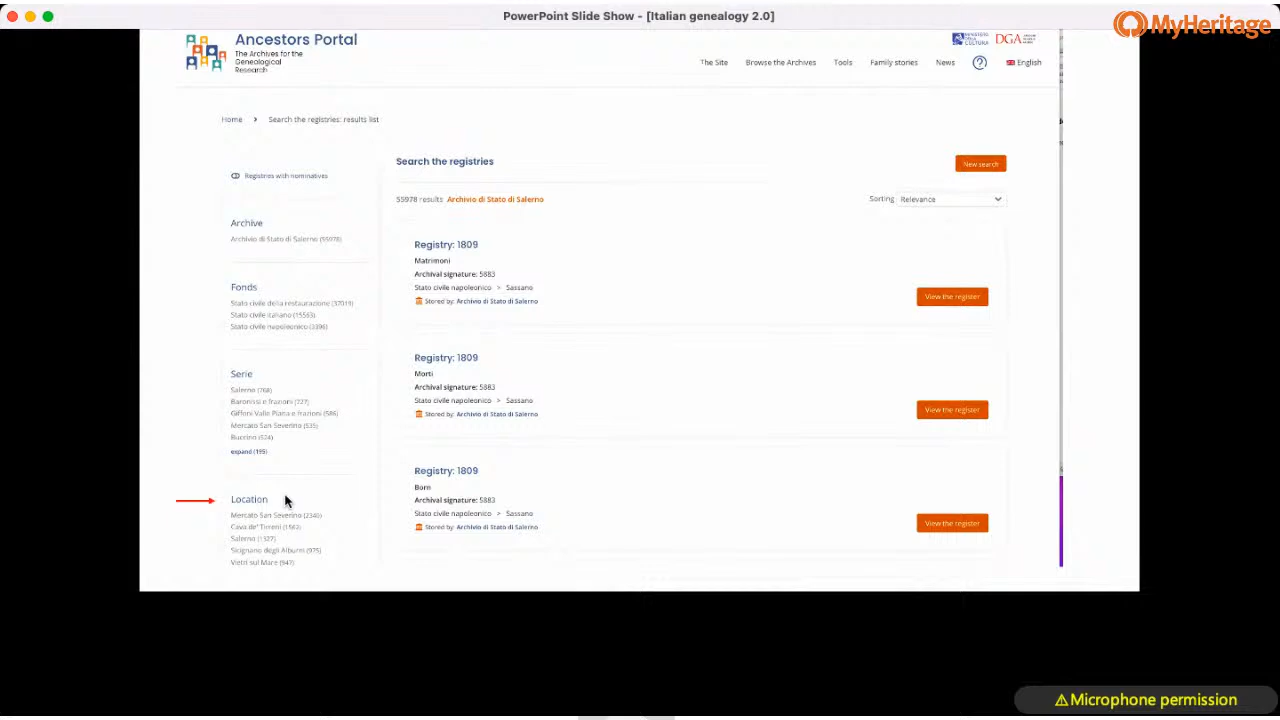 PowerPoint Slide Show - [Italian genealogy 2.0]
MyHeritage
Ancestors Portal
The Archives for the
Genealogical
Research
MINISTERO
DELLA
CULTURA
DGA
The Site
Browse the Archives
Tools
Family stories
News
?
English
Home > Search the registries: results list
Registries with nominatives
Archive
Archivio di Stato di Salerno (55978)
Fonds
Stato civile della restaurazione (37019)
Stato civile italiano (15563)
Stato civile napoleonico (3396)
Serie
Salerno (768)
Baronissi e frazioni (727)
Giffoni Valle Piana e frazioni (586)
Mercato San Severino (535)
Buccino (524)
expand (195)
Location
Mercato San Severino (2340)
Cava de' Tirreni (1562)
Salerno (1327)
Sicignano degli Alburni (975)
Vietri sul Mare (947)
Search the registries
New search
55978 results Archivio di Stato di Salerno
Sorting Relevance
Registry: 1809
Matrimoni
Archival signature: 5883
Stato civile napoleonico > Sassano
Stored by: Archivio di Stato di Salerno
View the register
Registry: 1809
Morti
Archival signature: 5883
Stato civile napoleonico > Sassano
Stored by: Archivio di Stato di Salerno
View the register
Registry: 1809
Born
Archival signature: 5883
Stato civile napoleonico > Sassano
Stored by: Archivio di Stato di Salerno
View the register
⚠Microphone permission